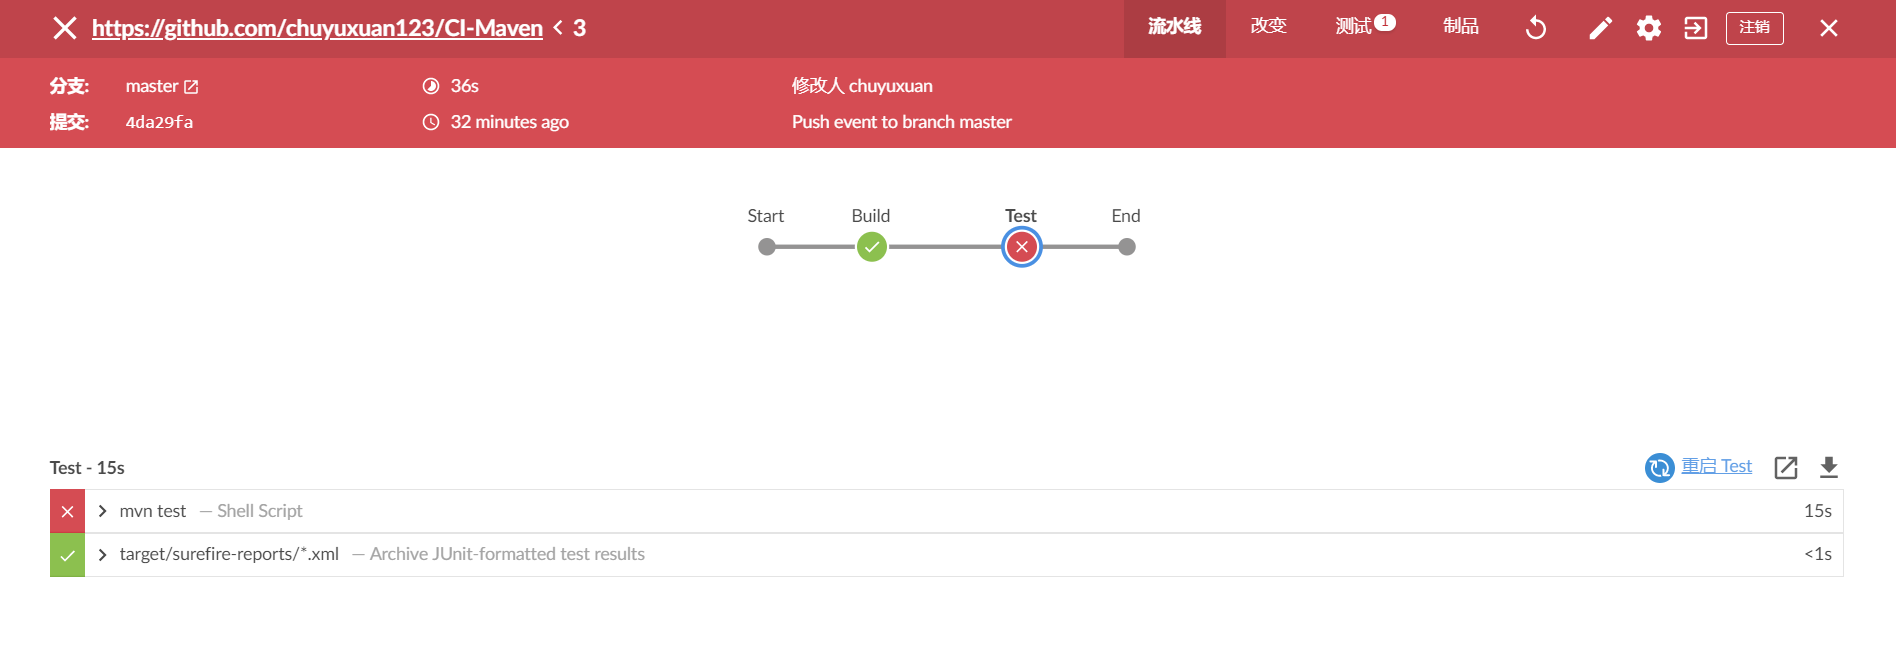 https://github.com/chuyuxuan123/CI-Maven < 3
流水线 改变 测试 1 制品 注销
分支: master 36s 修改人 chuyuxuan
提交: 4da29fa 32 minutes ago Push event to branch master
Start Build Test End
Test - 15s 重启 Test
mvn test — Shell Script 15s
target/surefire-reports/*.xml — Archive JUnit-formatted test results <1s